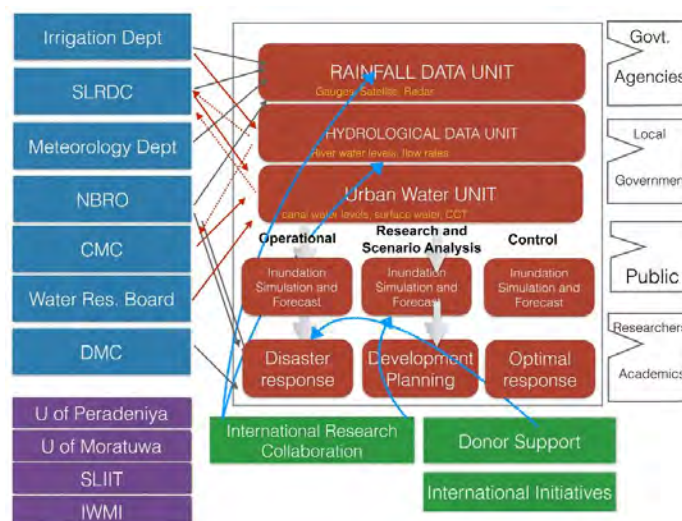 Irrigation Dept
SLRDC
Meteorology Dept
NBRO
CMC
Water Res. Board
DMC
U of Peradeniya
U of Moratuwa
SLIIT
IWMI
RAINFALL DATA UNIT
Gauges, Satellite, Radar
HYDROLOGICAL DATA UNIT
River water levels, flow rates
Urban Water UNIT
canal water levels, surface water, CCT
Operational
Research and
Scenario Analysis
Control
Inundation
Simulation and
Forecast
Inundation
Simulation and
Forecast
Inundation
Simulation and
Forecast
Disaster
response
Development
Planning
Optimal
response
International Research
Collaboration
Donor Support
International Initiatives
Govt.
Agencies
Local
Government
Public
Researchers
Academics